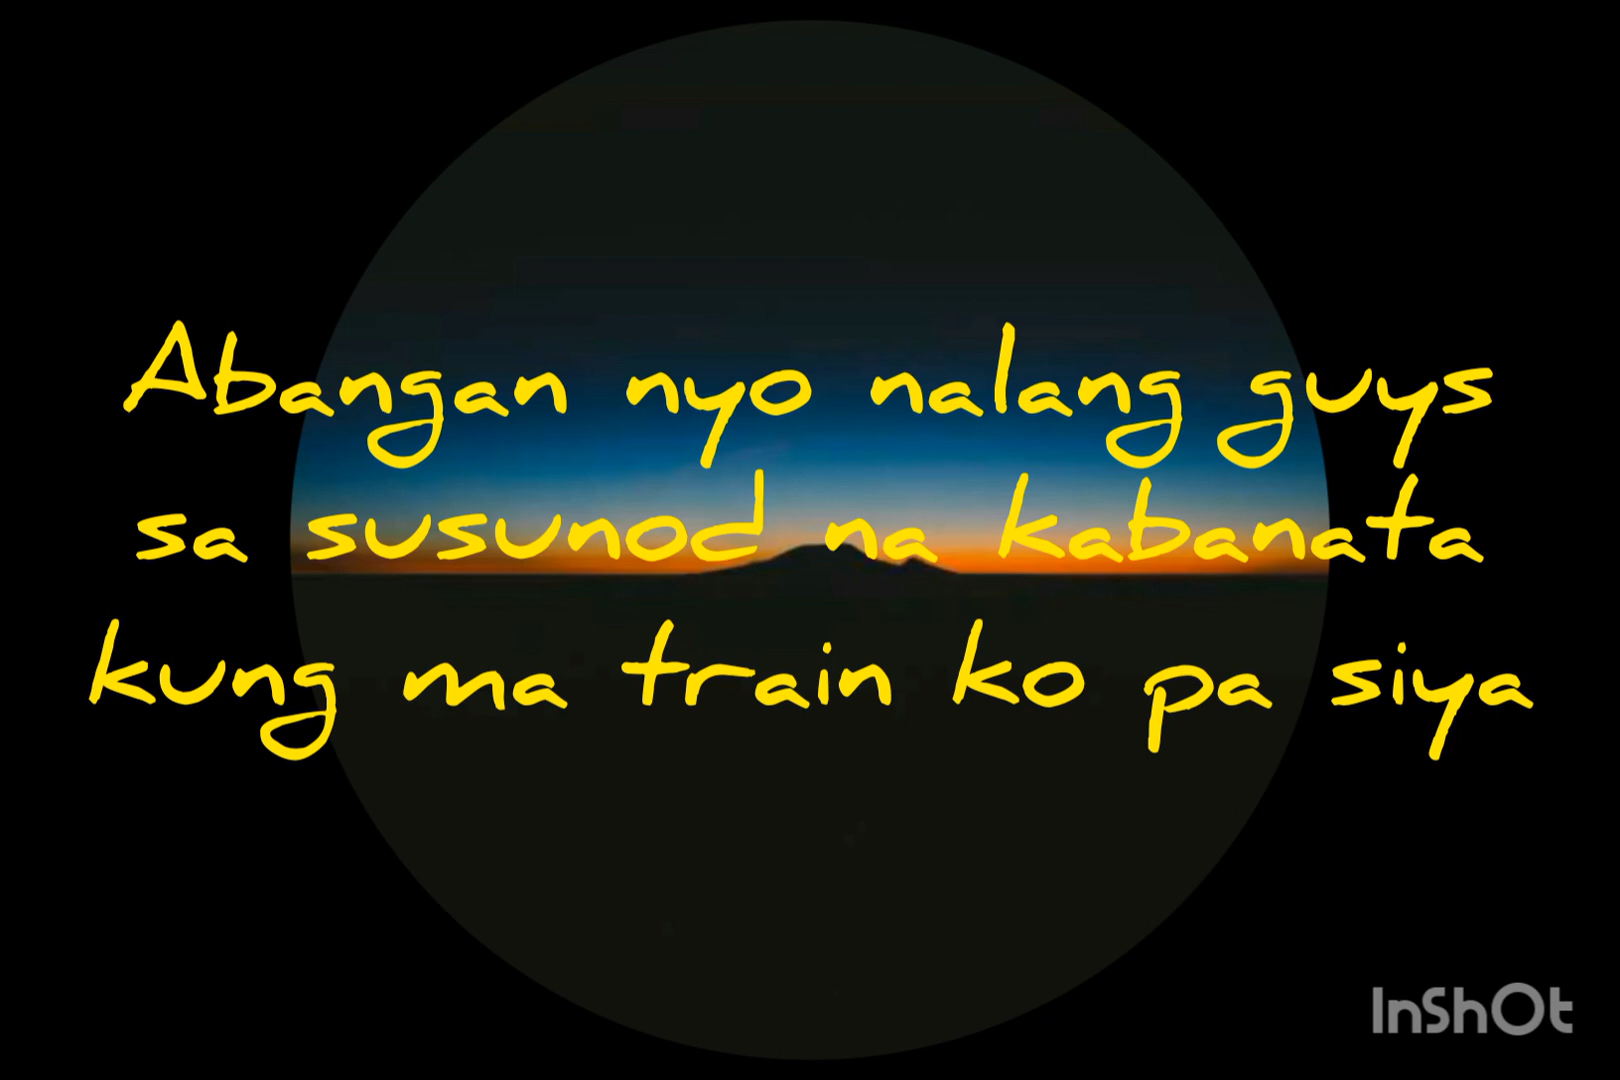 Abangan nyo nalang guys
sa susunod na kabanata
kung ma train ko pa siya
InShOt